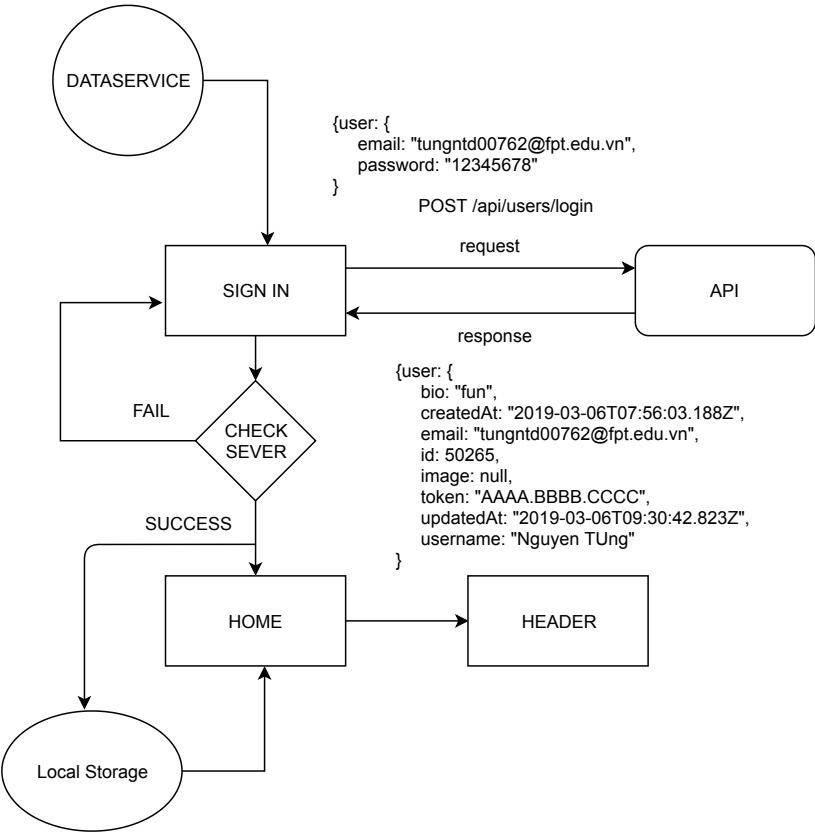 DATASERVICE
{user: {
email: "tungntd00762@fpt.edu.vn",
password: "12345678"
}
POST /api/users/login
request
SIGN IN
API
response
{user: {
bio: "fun",
createdAt: "2019-03-06T07:56:03.188Z",
email: "tungntd00762@fpt.edu.vn",
id: 50265,
image: null,
token: "AAAA.BBBB.CCCC",
updatedAt: "2019-03-06T09:30:42.823Z",
username: "Nguyen TUng"
}
FAIL
CHECK
SEVER
SUCCESS
HOME
HEADER
Local Storage